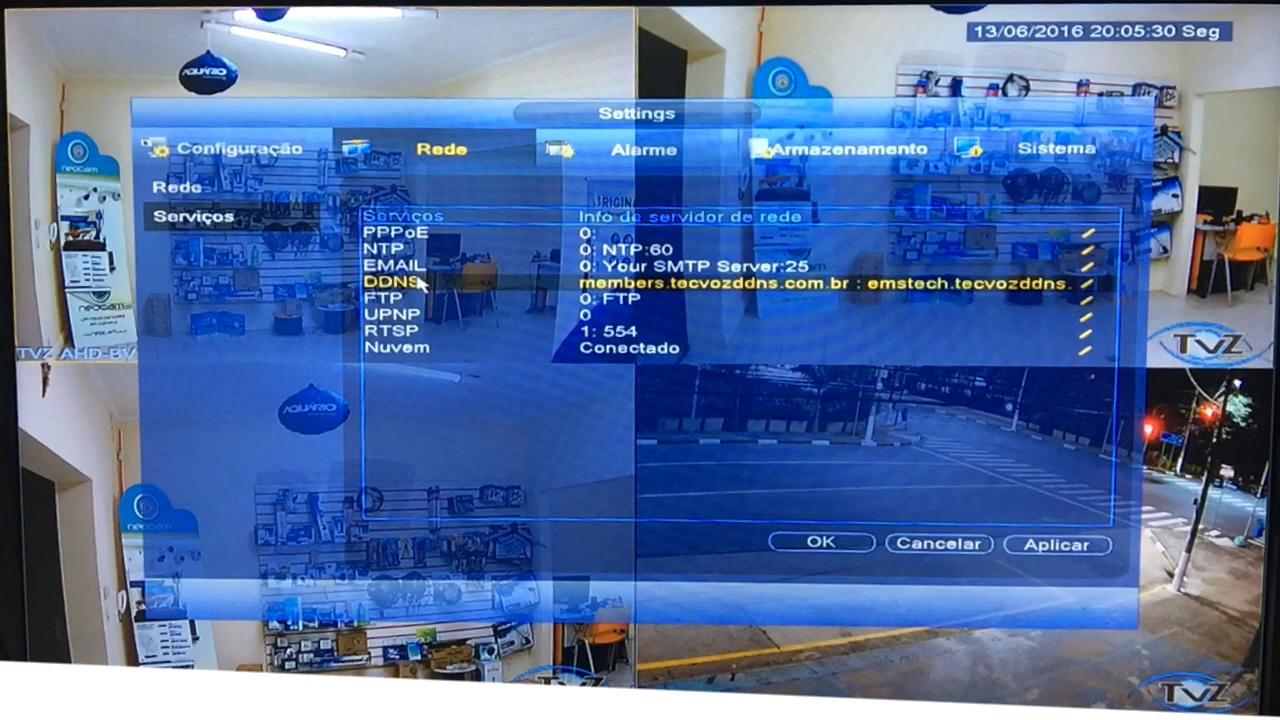 13/06/2016 20:05:30 Seg
Settings
Configuração Rede Alarme Armazenamento Sistema
Rede
Serviços
Serviços Info de servidor de rede
PPPoE 0:
NTP 0: NTP:60
EMAIL 0: Your SMTP Server:25
DDNS members.tecvozddns.com.br : emstech.tecvozddns.
FTP 0: FTP
UPNP 0
RTSP 1: 554
Nuvem Conectado
OK Cancelar Aplicar
neocam
neocam
TVZ AHD-BV
TVZ
neocam
TVZ